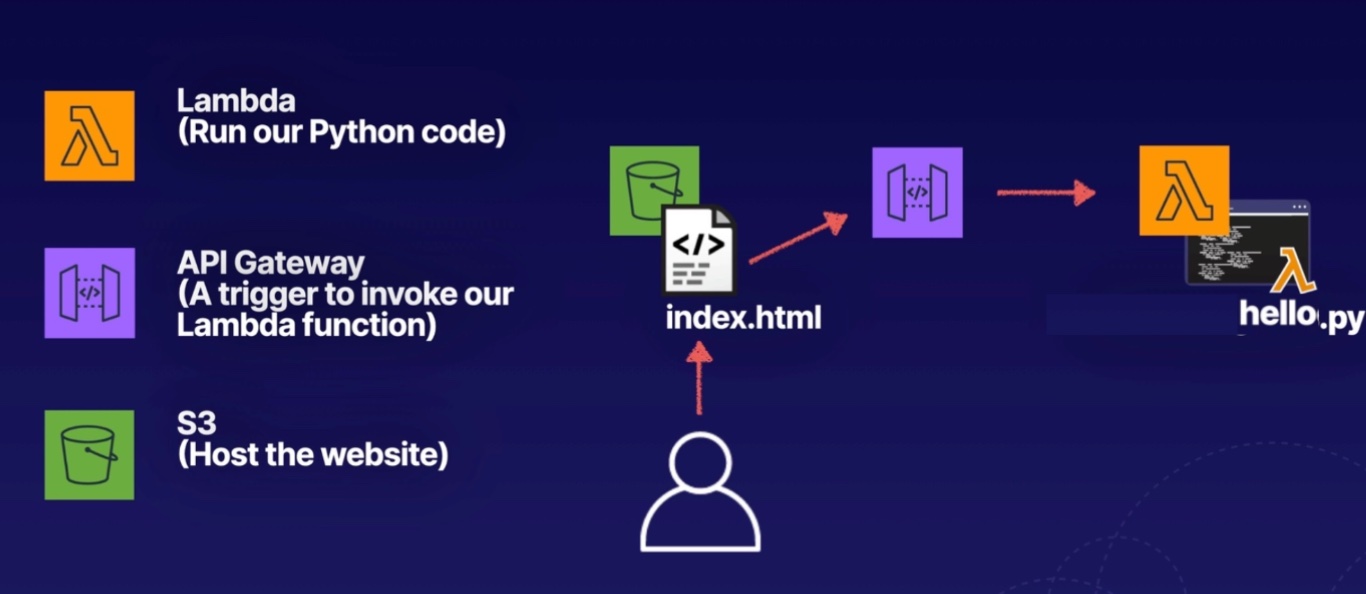 Lambda
(Run our Python code)
API Gateway
(A trigger to invoke our
Lambda function)
S3
(Host the website)
</>
index.html
</>
hello.py